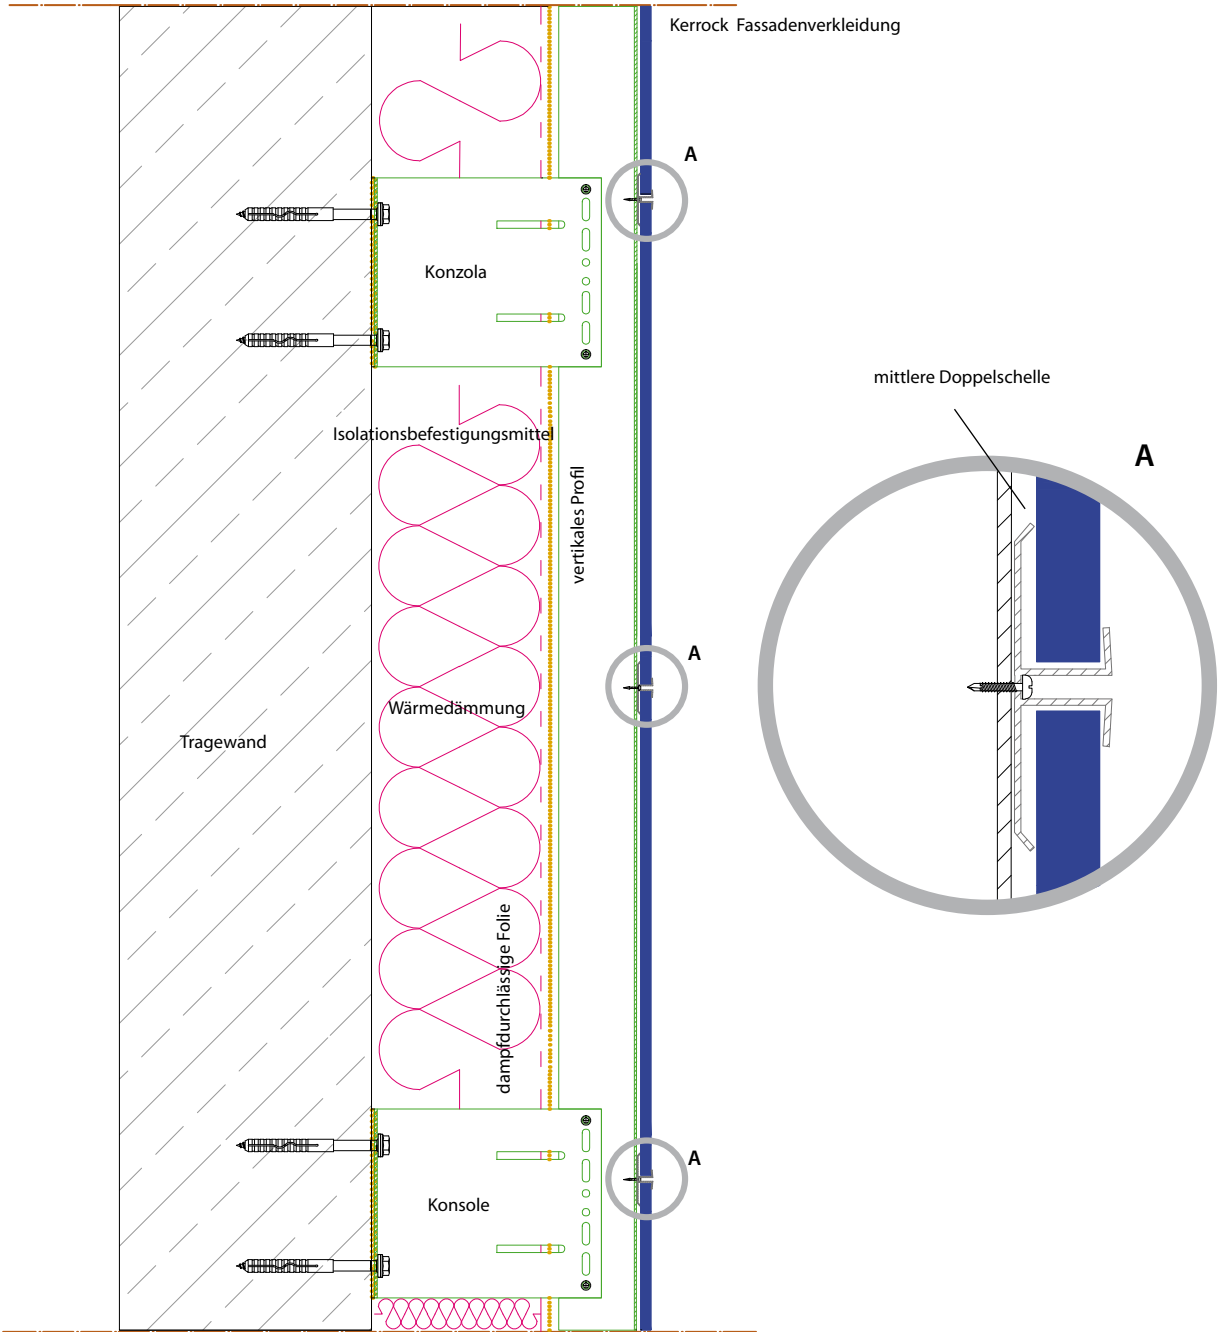 Kerrock Fassadenverkleidung
A
Konzola
mittlere Doppelschelle
Isolationsbefestigungsmittel
A
vertikales Profil
A
Wärmedämmung
Tragewand
dampfdurchlässige Folie
A
Konsole